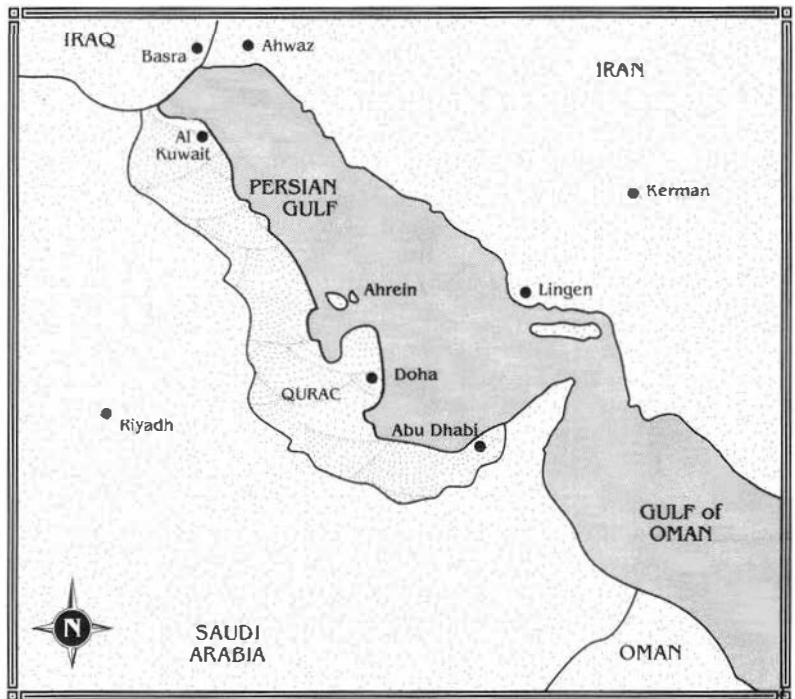 IRAQ
Basra
Ahwaz
IRAN
Al
Kuwait
PERSIAN
GULF
Kerman
Ahrein
Lingen
QURAC
Doha
Riyadh
Abu Dhabi
GULF of
OMAN
N
SAUDI
ARABIA
OMAN